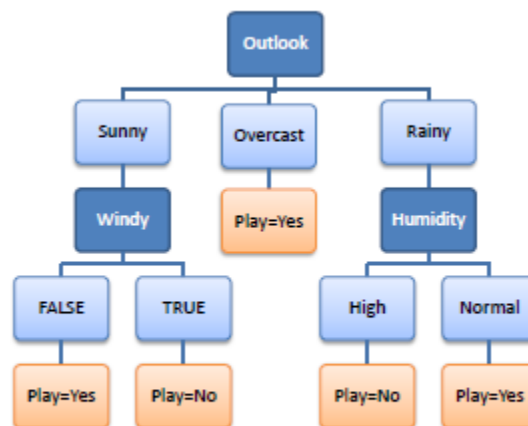 Outlook
Sunny
Overcast
Rainy
Windy
Play=Yes
Humidity
FALSE
TRUE
High
Normal
Play=Yes
Play=No
Play=No
Play=Yes